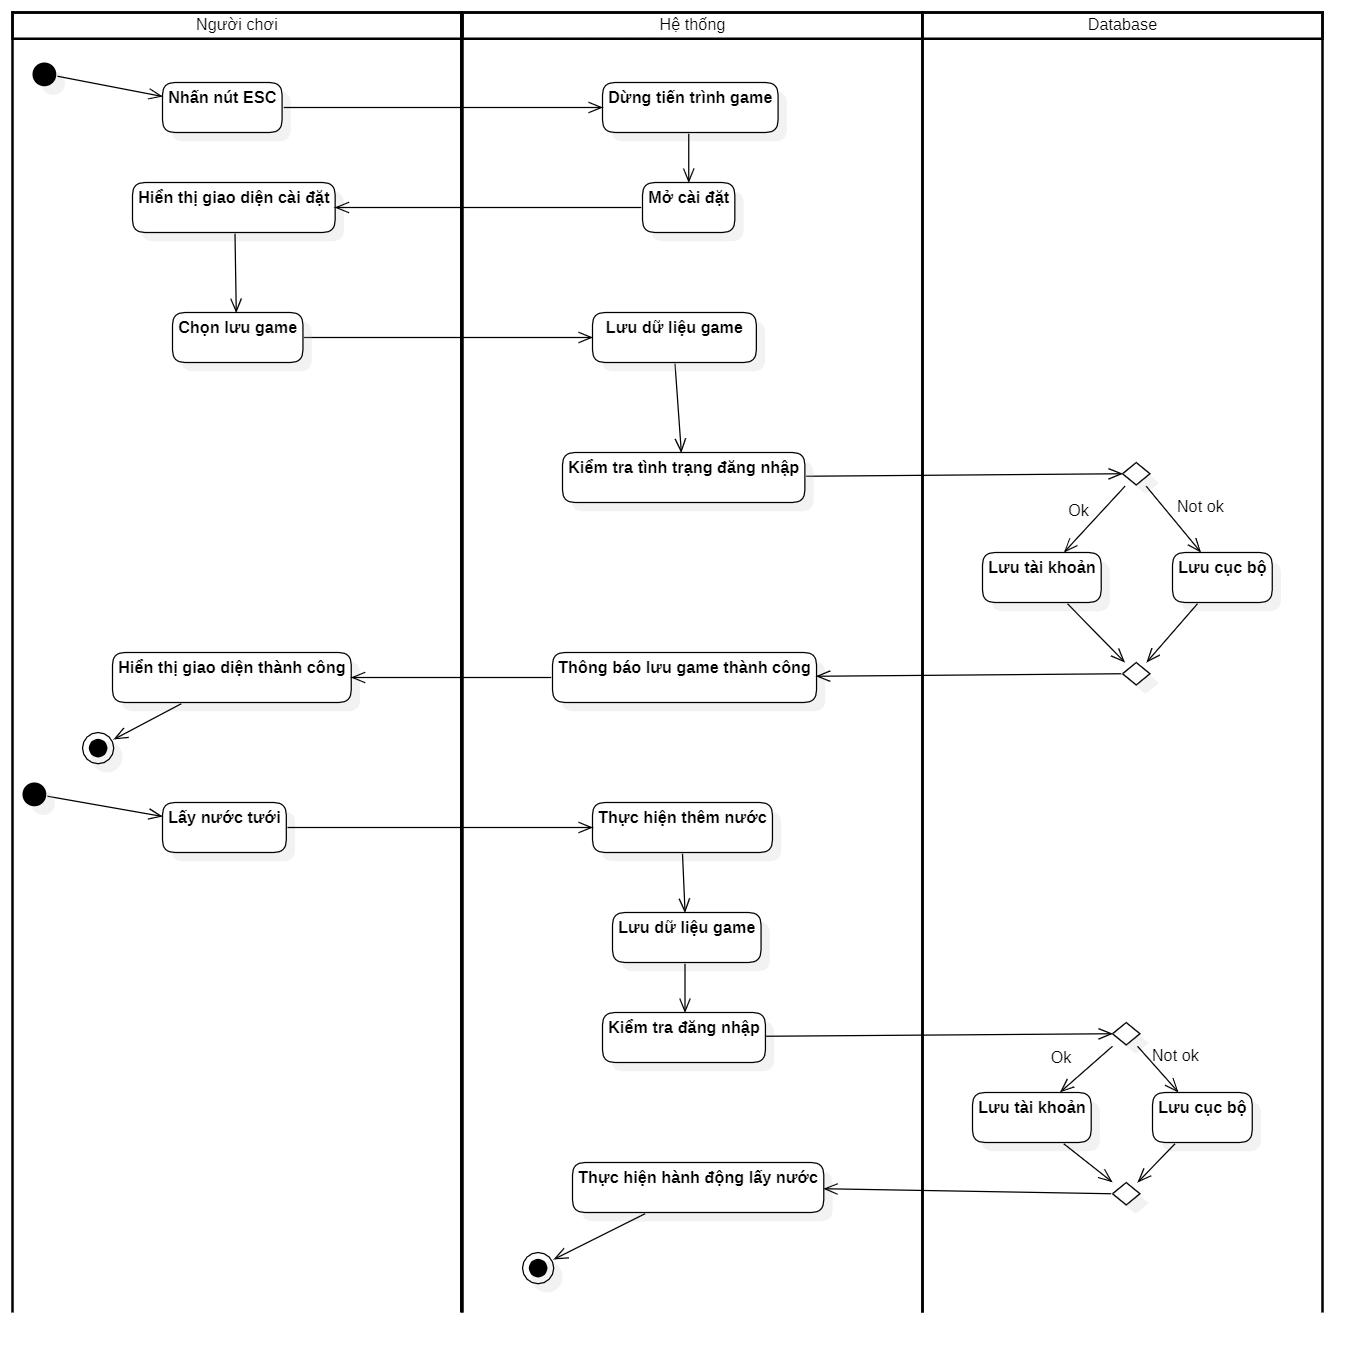 Người chơi
Hệ thống
Database
Nhấn nút ESC
Dừng tiến trình game
Hiển thị giao diện cài đặt
Mở cài đặt
Chọn lưu game
Lưu dữ liệu game
Kiểm tra tình trạng đăng nhập
Ok
Not ok
Lưu tài khoản
Lưu cục bộ
Hiển thị giao diện thành công
Thông báo lưu game thành công
Lấy nước tưới
Thực hiện thêm nước
Lưu dữ liệu game
Kiểm tra đăng nhập
Ok
Not ok
Lưu tài khoản
Lưu cục bộ
Thực hiện hành động lấy nước